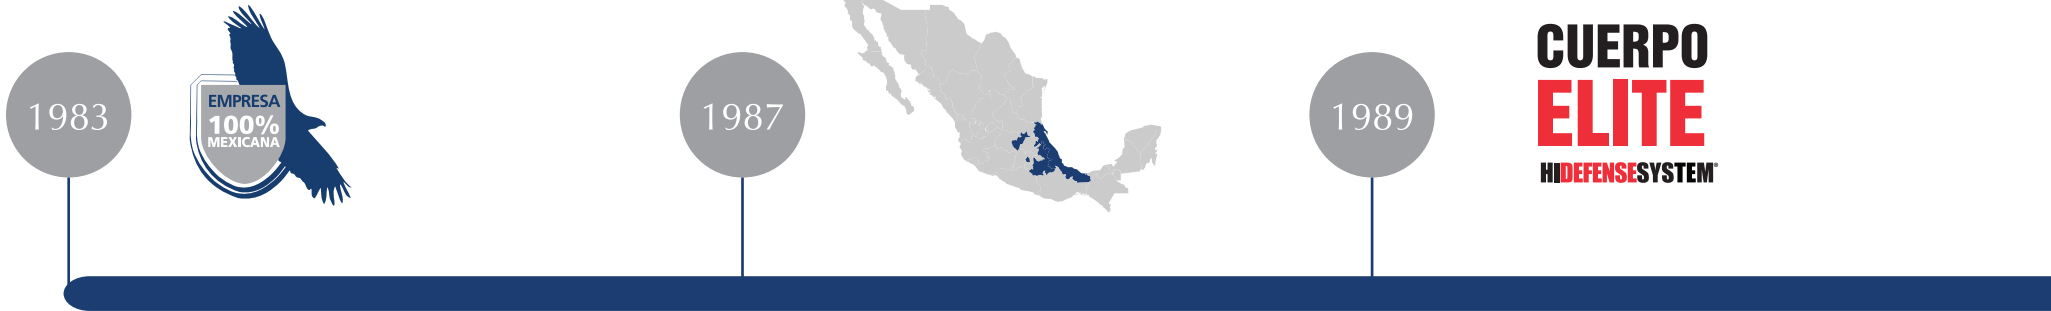 1983
EMPRESA
100%
MEXICANA
1987
1989
CUERPO
ELITE
HIDEFENSESYSTEM®